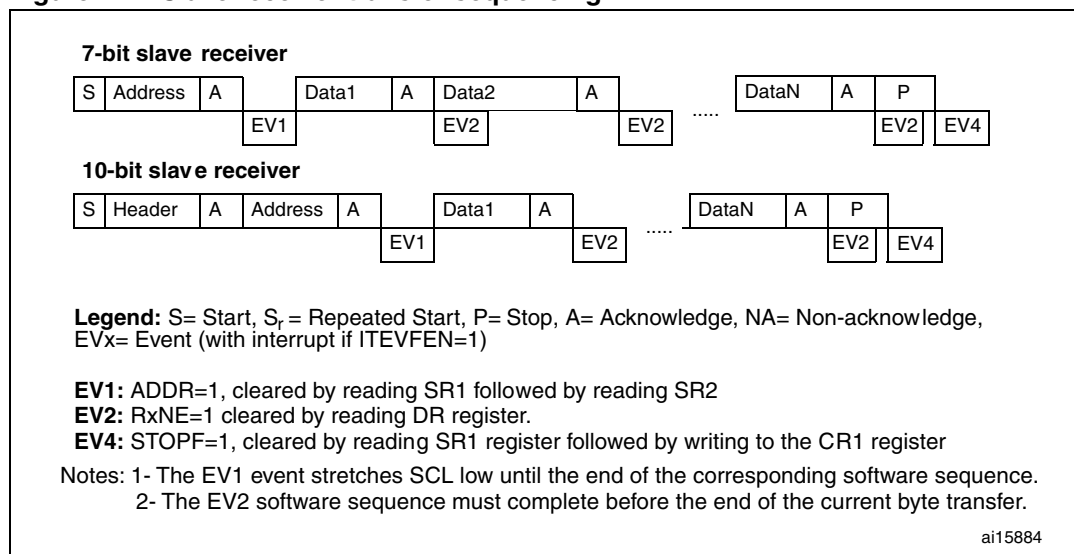 7-bit slave receiver
S Address A Data1 A Data2 A ..... DataN A P
EV1 EV2 EV2 EV2 EV4
10-bit slave receiver
S Header A Address A Data1 A ..... DataN A P
EV1 EV2 EV2 EV4
Legend: S= Start, Sr = Repeated Start, P= Stop, A= Acknowledge, NA= Non-acknowledge,
EVx= Event (with interrupt if ITEVFEN=1)
EV1: ADDR=1, cleared by reading SR1 followed by reading SR2
EV2: RxNE=1 cleared by reading DR register.
EV4: STOPF=1, cleared by reading SR1 register followed by writing to the CR1 register
Notes: 1- The EV1 event stretches SCL low until the end of the corresponding software sequence.
2- The EV2 software sequence must complete before the end of the current byte transfer.
ai15884